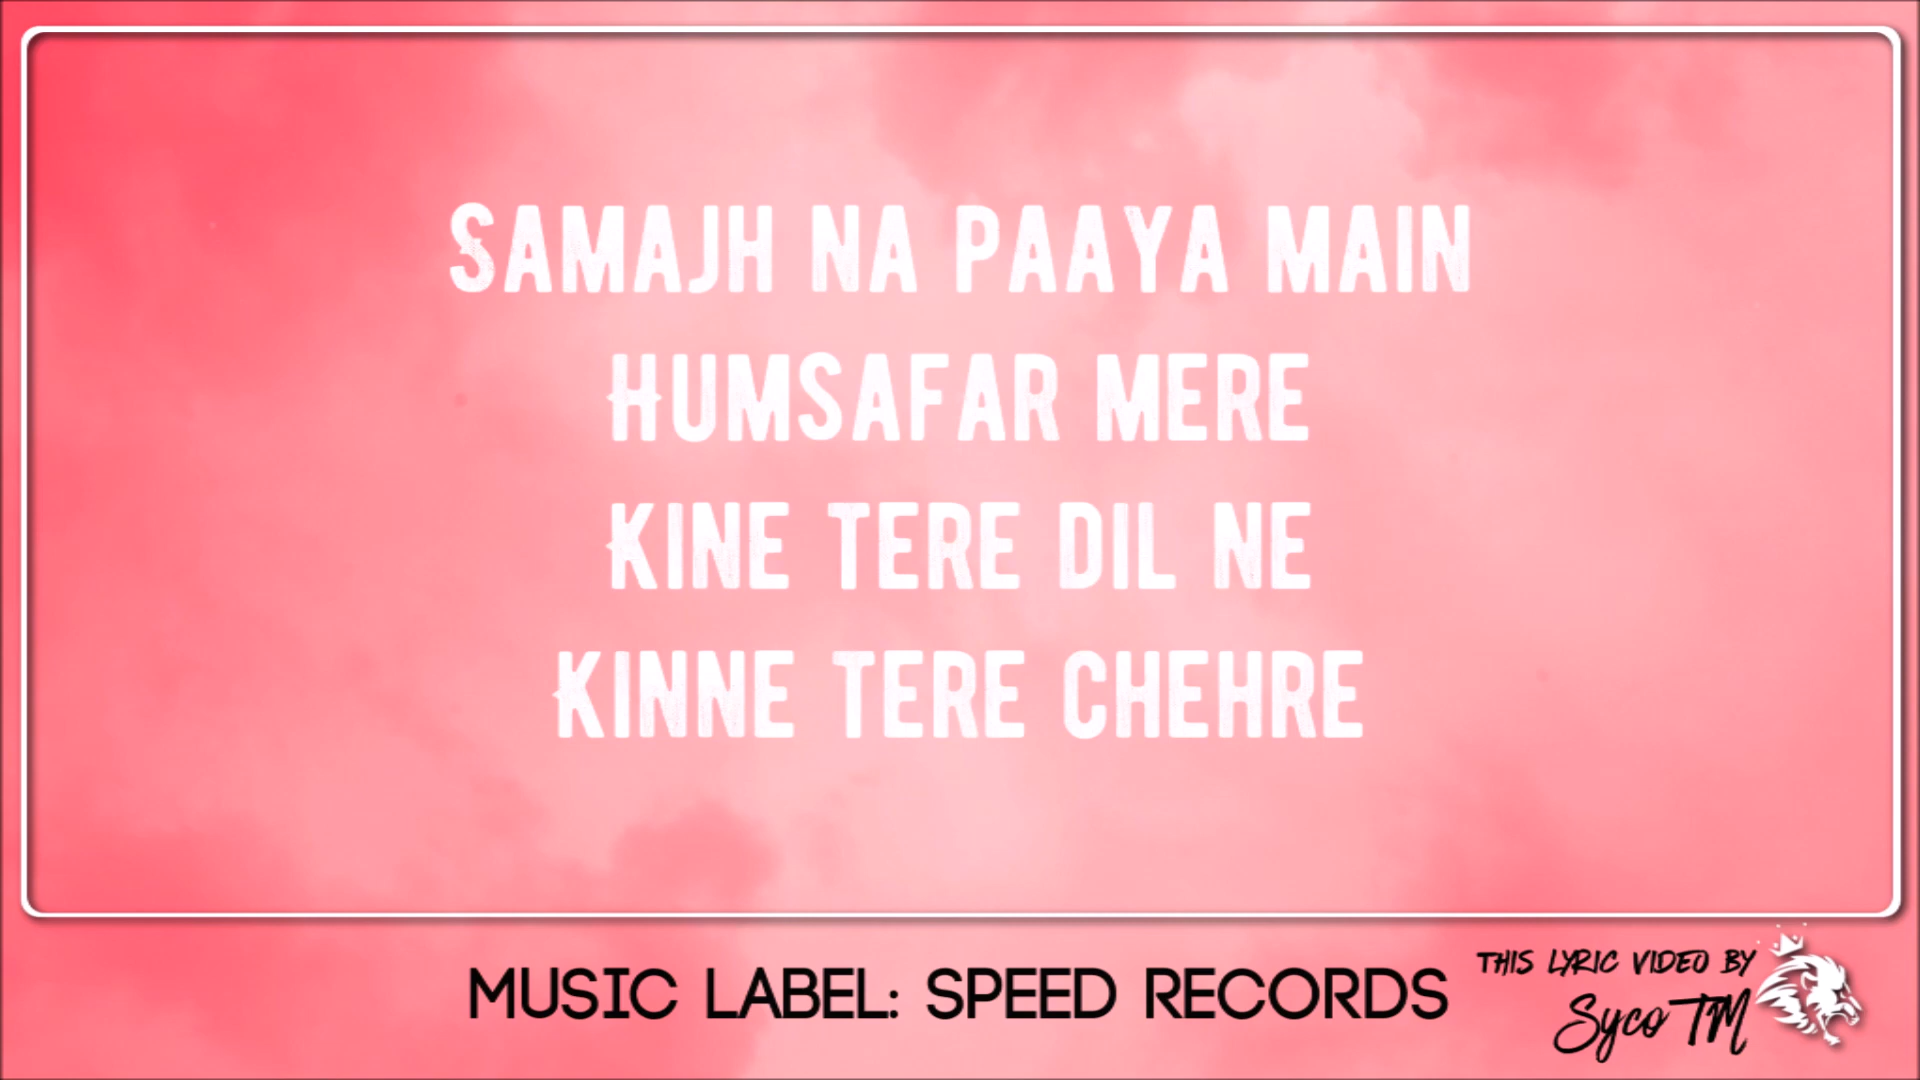 SAMAJH NA PAAYA MAIN
HUMSAFAR MERE
KINE TERE DIL NE
KINNE TERE CHEHRE
MUSIC LABEL: SPEED RECORDS
THIS LYRIC VIDEO BY
Syco TM